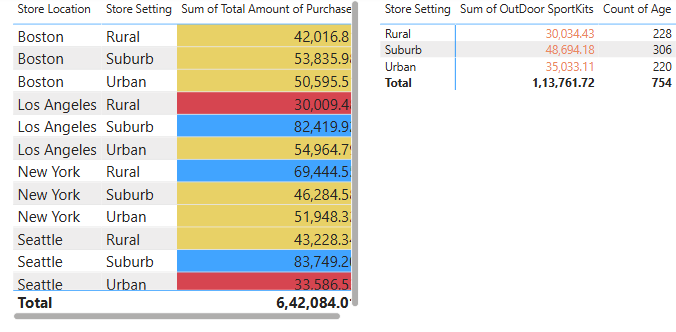 Store Location Store Setting Sum of Total Amount of Purchase
Boston Rural 42,016.8
Boston Suburb 53,835.9
Boston Urban 50,595.5
Los Angeles Rural 30,009.4
Los Angeles Suburb 82,419.9
Los Angeles Urban 54,964.7
New York Rural 69,444.5
New York Suburb 46,284.5
New York Urban 51,948.3
Seattle Rural 43,228.3
Seattle Suburb 83,749.2
Seattle Urban 33,586.5
Total 6,42,084.0
Store Setting Sum of OutDoor SportKits Count of Age
Rural 30,034.43 228
Suburb 48,694.18 306
Urban 35,033.11 220
Total 1,13,761.72 754